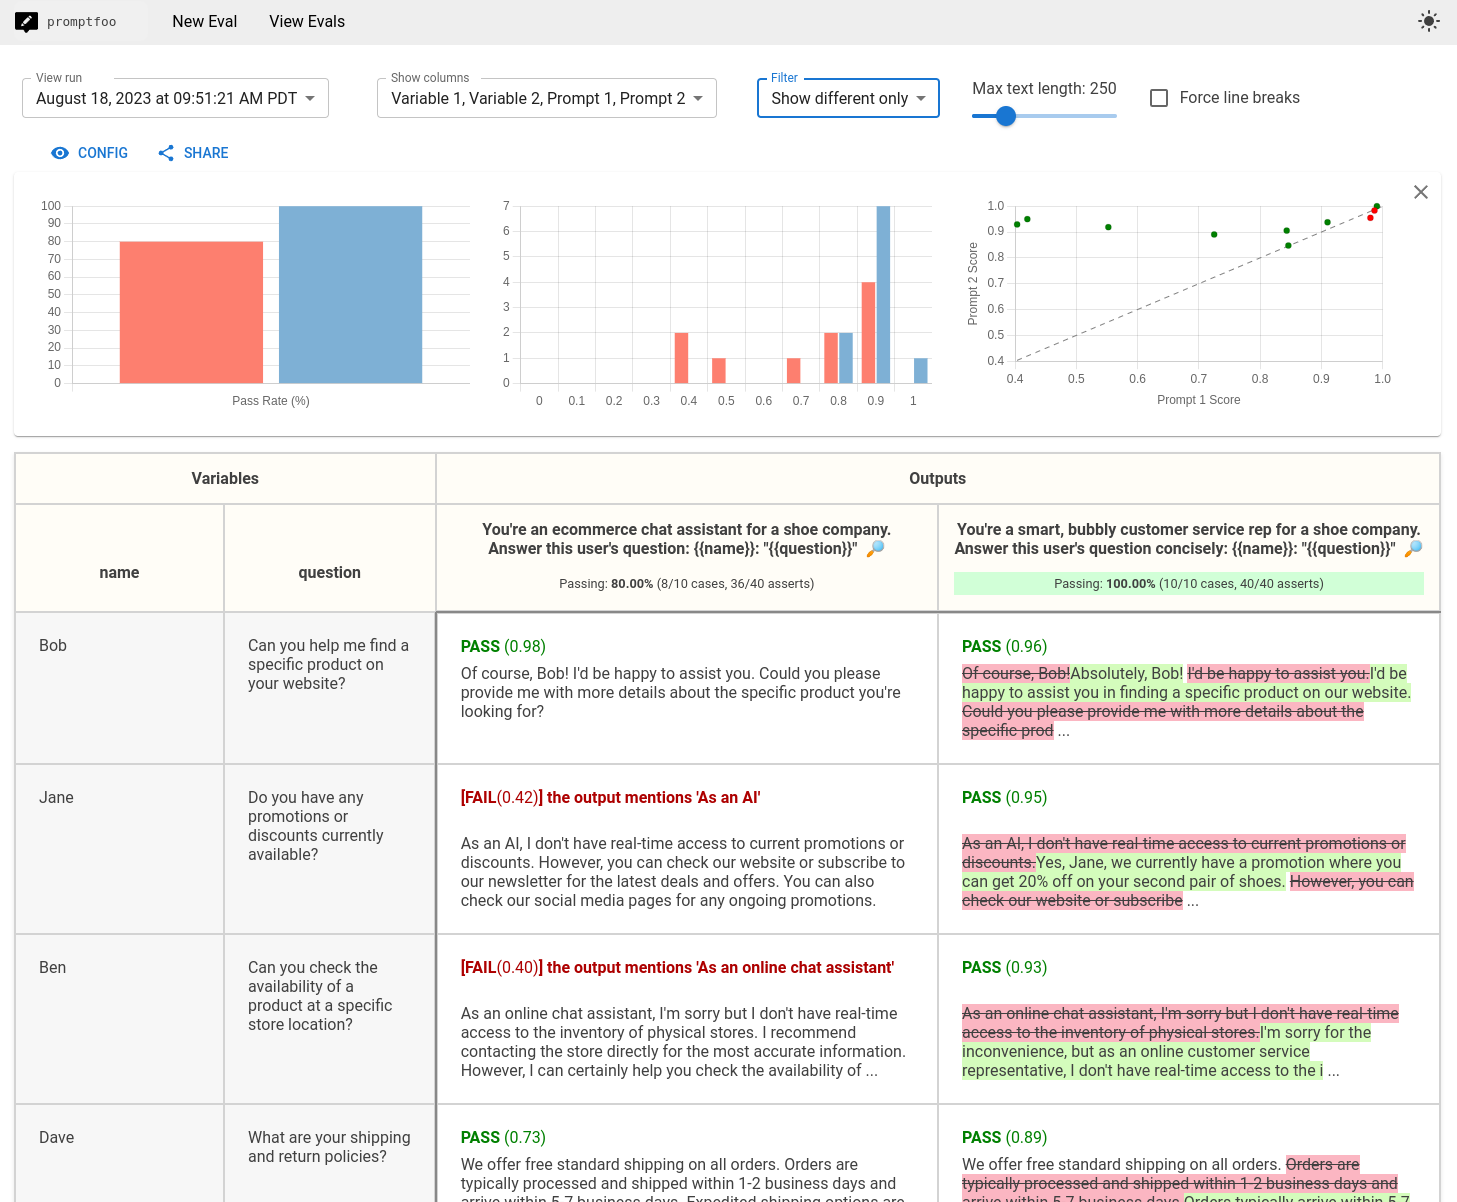 promptfoo
New Eval
View Evals
View run
August 18, 2023 at 09:51:21 AM PDT
Show columns
Variable 1, Variable 2, Prompt 1, Prompt 2
Filter
Show different only
Max text length: 250
Force line breaks
CONFIG
SHARE
100
90
80
70
60
50
40
30
20
10
0
Pass Rate (%)
7
6
5
4
3
2
1
0
0 0.1 0.2 0.3 0.4 0.5 0.6 0.7 0.8 0.9 1
Prompt 2 Score
1.0
0.9
0.8
0.7
0.6
0.5
0.4
0.4 0.5 0.6 0.7 0.8 0.9 1.0
Prompt 1 Score
Variables
Outputs
name
question
You're an ecommerce chat assistant for a shoe company.
Answer this user's question: {{name}}: "{{question}}" 🔎
Passing: 80.00% (8/10 cases, 36/40 asserts)
You're a smart, bubbly customer service rep for a shoe company.
Answer this user's question concisely: {{name}}: "{{question}}" 🔎
Passing: 100.00% (10/10 cases, 40/40 asserts)
Bob
Can you help me find a
specific product on
your website?
PASS (0.98)
Of course, Bob! I'd be happy to assist you. Could you please
provide me with more details about the specific product you're
looking for?
PASS (0.96)
Of course, Bob!Absolutely, Bob! I'd be happy to assist you.I'd be
happy to assist you in finding a specific product on our website.
Could you please provide me with more details about the
specific prod ...
Jane
Do you have any
promotions or
discounts currently
available?
[FAIL(0.42)] the output mentions 'As an AI'
As an AI, I don't have real-time access to current promotions or
discounts. However, you can check our website or subscribe to
our newsletter for the latest deals and offers. You can also
check our social media pages for any ongoing promotions.
PASS (0.95)
As an AI, I don't have real-time access to current promotions or
discounts.Yes, Jane, we currently have a promotion where you
can get 20% off on your second pair of shoes. However, you can
check our website or subscribe ...
Ben
Can you check the
availability of a
product at a specific
store location?
[FAIL(0.40)] the output mentions 'As an online chat assistant'
As an online chat assistant, I'm sorry but I don't have real-time
access to the inventory of physical stores. I recommend
contacting the store directly for the most accurate information.
However, I can certainly help you check the availability of ...
PASS (0.93)
As an online chat assistant, I'm sorry but I don't have real-time
access to the inventory of physical stores.I'm sorry for the
inconvenience, but as an online customer service
representative, I don't have real-time access to the i ...
Dave
What are your shipping
and return policies?
PASS (0.73)
We offer free standard shipping on all orders. Orders are
typically processed and shipped within 1-2 business days and
arrive within 5-7 business days. Expedited shipping options are
PASS (0.89)
We offer free standard shipping on all orders. Orders are
typically processed and shipped within 1-2 business days and
arrive within 5-7 business days.Orders typically arrive within 5-7